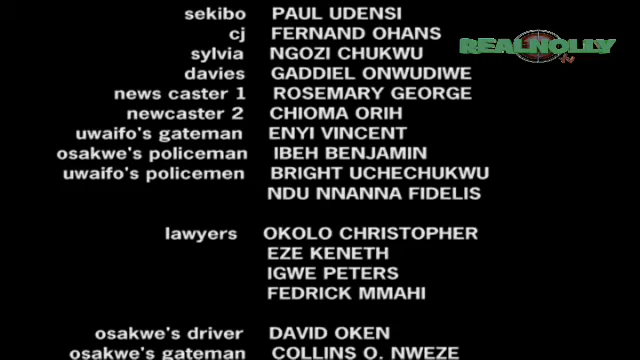 sekibo PAUL UDENSI
cj FERNAND OHANS
sylvia NGOZI CHUKWU
davies GADDIEL ONWUDIWE
news caster 1 ROSEMARY GEORGE
newcaster 2 CHIOMA ORIH
uwaifo's gateman ENYI VINCENT
osakwe's policeman IBEH BENJAMIN
uwaifo's policemen BRIGHT UCHECHUKWU
NDU NNANNA FIDELIS
lawyers OKOLO CHRISTOPHER
EZE KENETH
IGWE PETERS
FEDRICK MMAHI
osakwe's driver DAVID OKEN
osakwe's gateman COLLINS O. NWEZE
REALNOLLY
tv